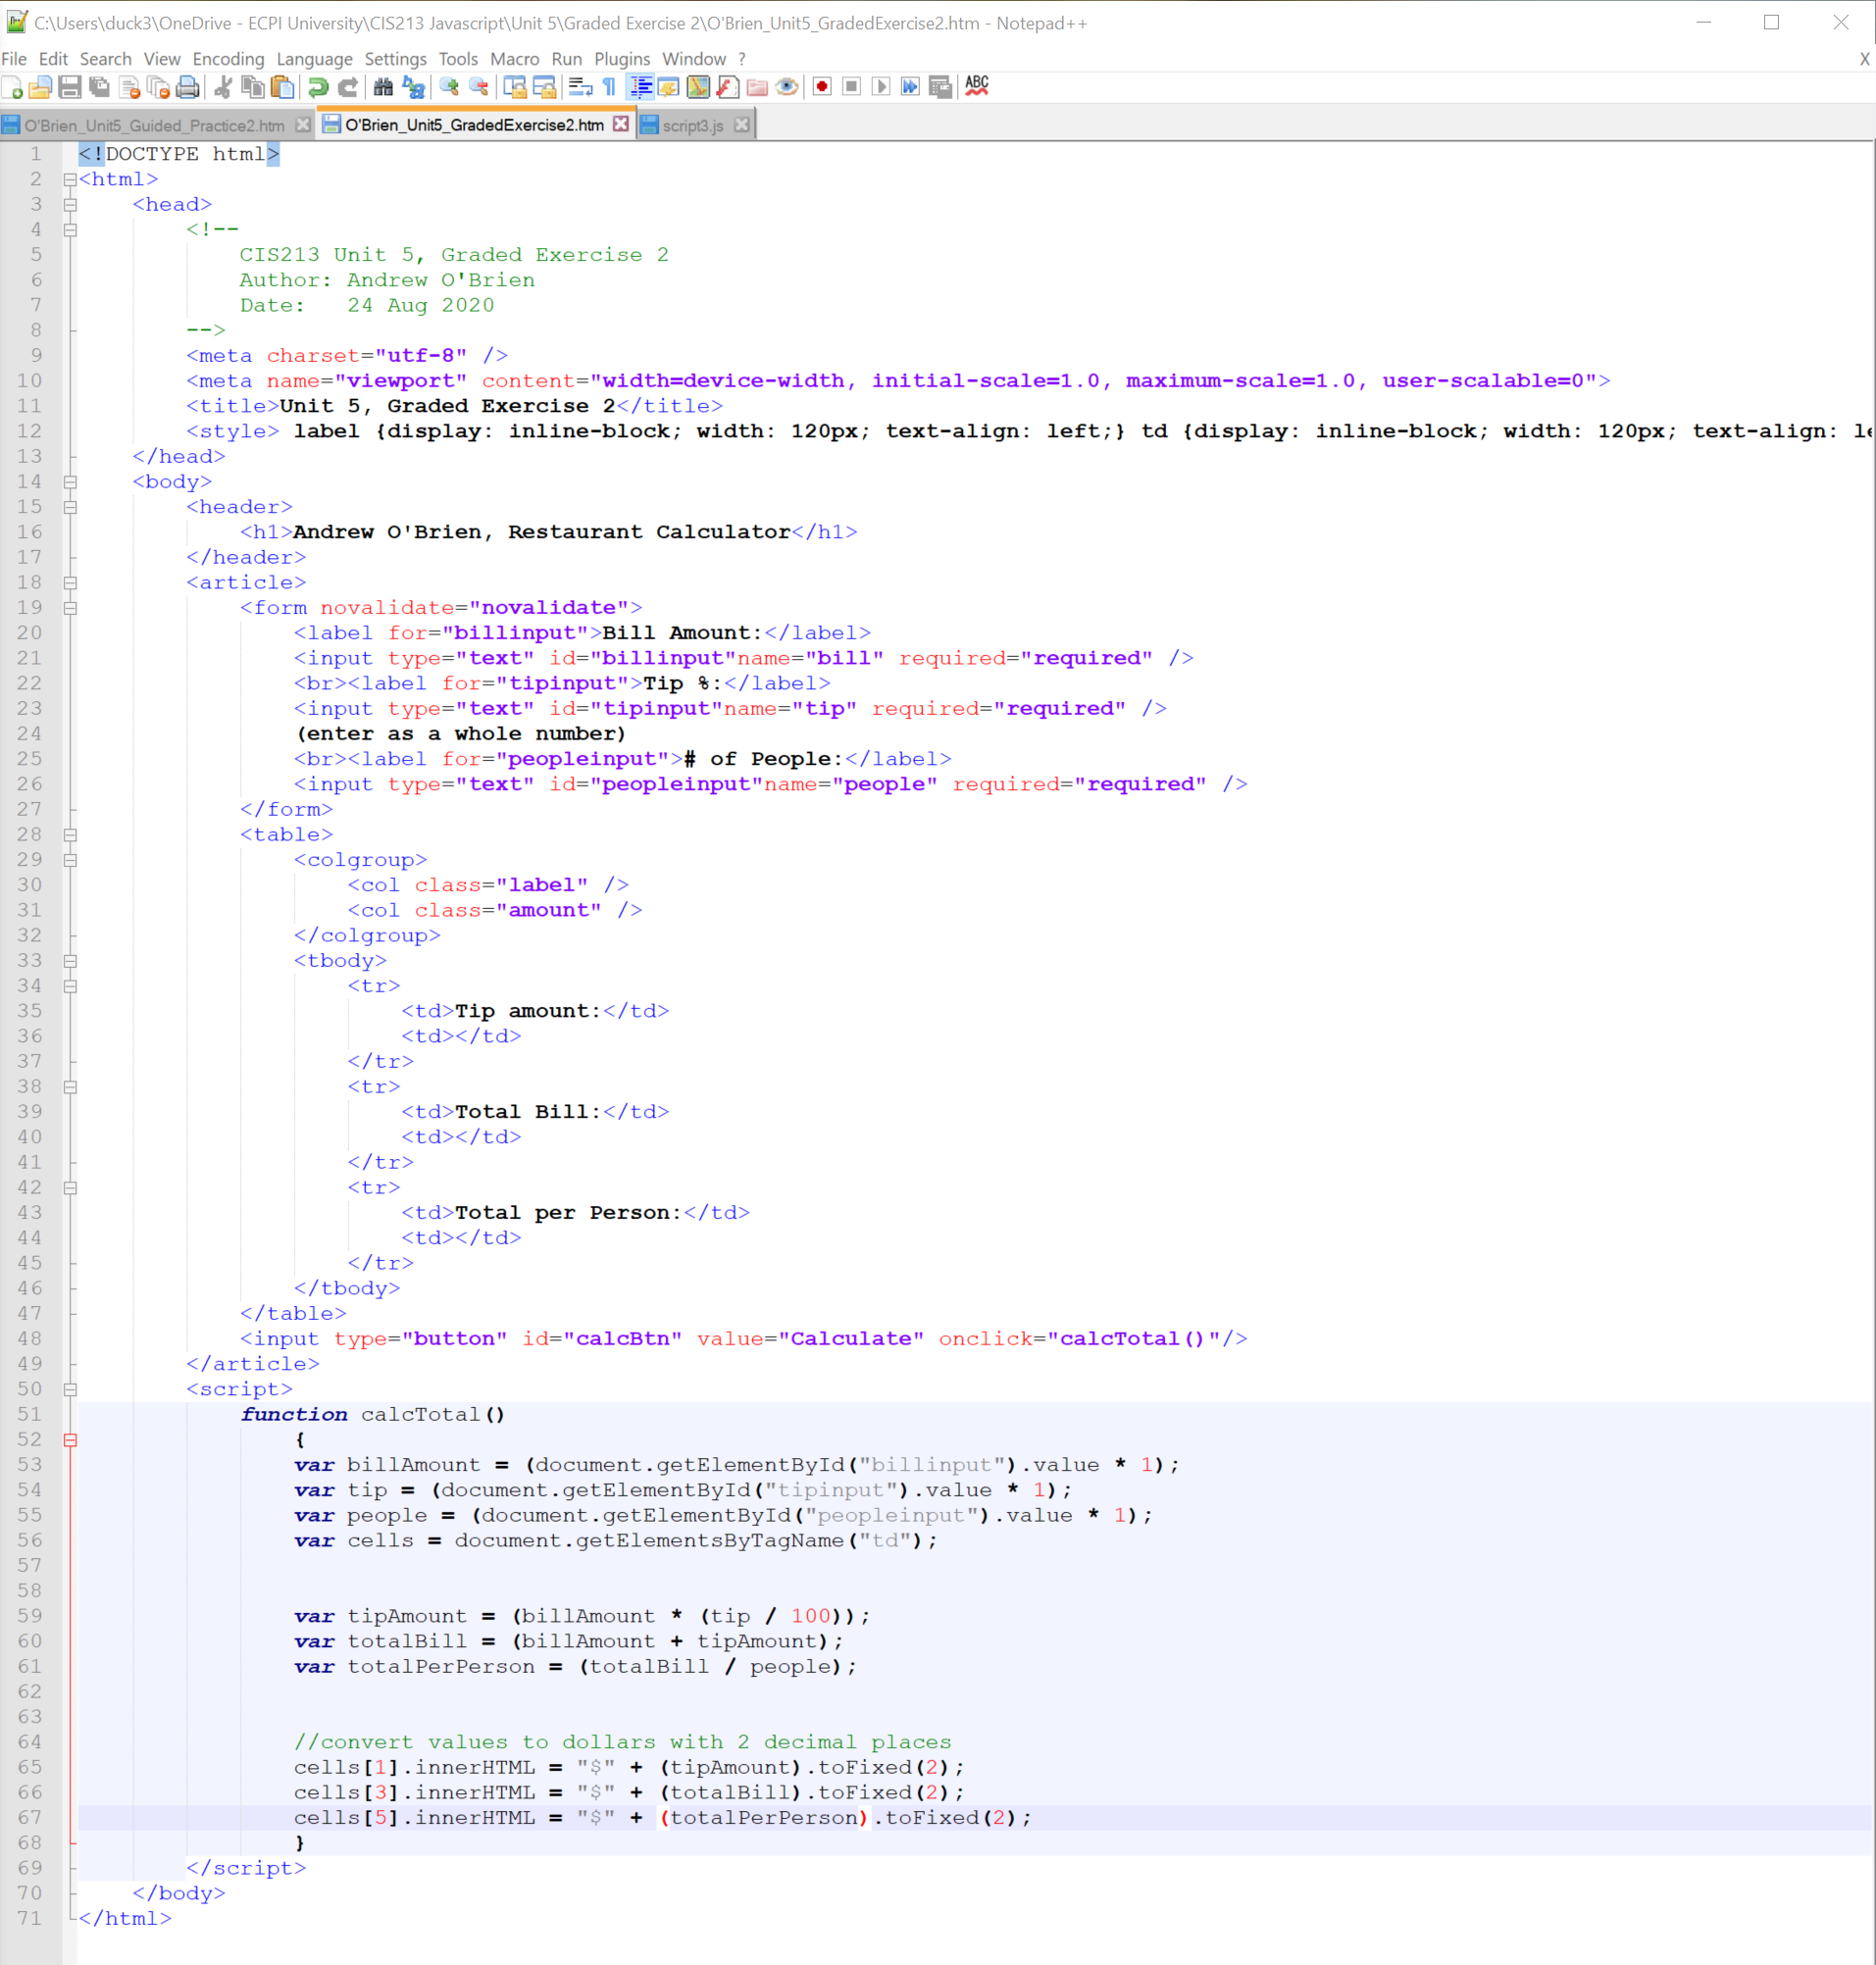 C:\Users\duck3\OneDrive - ECPI University\CIS213 Javascript\Unit 5\Graded Exercise 2\O'Brien_Unit5_GradedExercise2.htm - Notepad++
File Edit Search View Encoding Language Settings Tools Macro Run Plugins Window ? X
ABC
O'Brien_Unit5_Guided_Practice2.htm O'Brien_Unit5_GradedExercise2.htm script3.js
1 <!DOCTYPE html>
2 <html>
3 <head>
4 <!--
5 CIS213 Unit 5, Graded Exercise 2
6 Author: Andrew O'Brien
7 Date: 24 Aug 2020
8 -->
9 <meta charset="utf-8" />
10 <meta name="viewport" content="width=device-width, initial-scale=1.0, maximum-scale=1.0, user-scalable=0">
11 <title>Unit 5, Graded Exercise 2</title>
12 <style> label {display: inline-block; width: 120px; text-align: left;} td {display: inline-block; width: 120px; text-align:
13 </head>
14 <body>
15 <header>
16 <h1>Andrew O'Brien, Restaurant Calculator</h1>
17 </header>
18 <article>
19 <form novalidate="novalidate">
20 <label for="billinput">Bill Amount:</label>
21 <input type="text" id="billinput"name="bill" required="required" />
22 <br><label for="tipinput">Tip %:</label>
23 <input type="text" id="tipinput"name="tip" required="required" />
24 (enter as a whole number)
25 <br><label for="peopleinput"># of People:</label>
26 <input type="text" id="peopleinput"name="people" required="required" />
27 </form>
28 <table>
29 <colgroup>
30 <col class="label" />
31 <col class="amount" />
32 </colgroup>
33 <tbody>
34 <tr>
35 <td>Tip amount:</td>
36 <td></td>
37 </tr>
38 <tr>
39 <td>Total Bill:</td>
40 <td></td>
41 </tr>
42 <tr>
43 <td>Total per Person:</td>
44 <td></td>
45 </tr>
46 </tbody>
47 </table>
48 <input type="button" id="calcBtn" value="Calculate" onclick="calcTotal()"/>
49 </article>
50 <script>
51 function calcTotal()
52 {
53 var billAmount = (document.getElementById("billinput").value * 1);
54 var tip = (document.getElementById("tipinput").value * 1);
55 var people = (document.getElementById("peopleinput").value * 1);
56 var cells = document.getElementsByTagName("td");
57
58
59 var tipAmount = (billAmount * (tip / 100));
60 var totalBill = (billAmount + tipAmount);
61 var totalPerPerson = (totalBill / people);
62
63
64 //convert values to dollars with 2 decimal places
65 cells[1].innerHTML = "$" + (tipAmount).toFixed(2);
66 cells[3].innerHTML = "$" + (totalBill).toFixed(2);
67 cells[5].innerHTML = "$" + (totalPerPerson).toFixed(2);
68 }
69 </script>
70 </body>
71 </html>